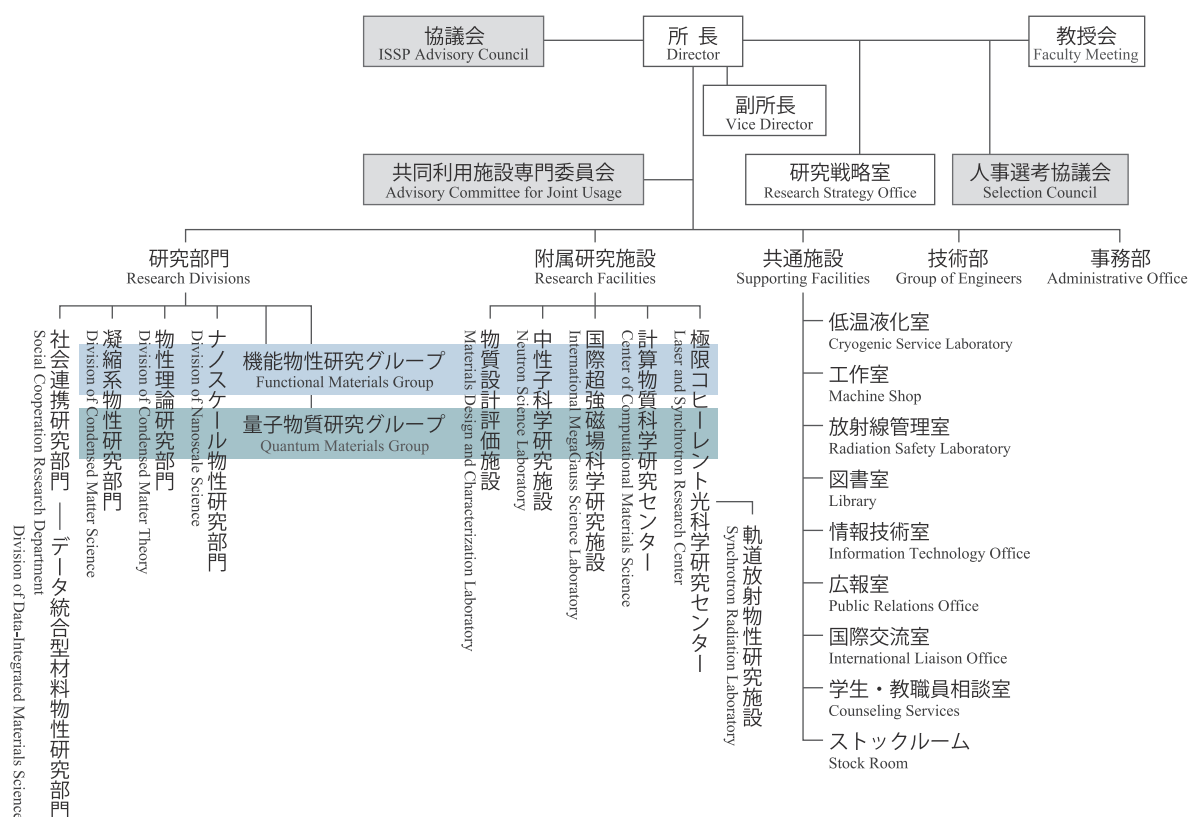 協議会
ISSP Advisory Council
所 長
Director
教授会
Faculty Meeting
副所長
Vice Director
共同利用施設専門委員会
Advisory Committee for Joint Usage
研究戦略室
Research Strategy Office
人事選考協議会
Selection Council
研究部門
Research Divisions
附属研究施設
Research Facilities
共通施設
Supporting Facilities
技術部
Group of Engineers
事務部
Administrative Office
社会連携研究部門
Social Cooperation Research Department
データ統合型材料物性研究部門
Division of Data-Integrated Materials Science
凝縮系物性研究部門
Division of Condensed Matter Science
物性理論研究部門
Division of Condensed Matter Theory
ナノスケール物性研究部門
Division of Nanoscale Science
機能物性研究グループ
Functional Materials Group
量子物質研究グループ
Quantum Materials Group
物質設計評価施設
Materials Design and Characterization Laboratory
中性子科学研究施設
Neutron Science Laboratory
国際超強磁場科学研究施設
International MegaGauss Science Laboratory
計算物質科学研究センター
Center of Computational Materials Science
極限コヒーレント光科学研究センター
Laser and Synchrotron Research Center
軌道放射物性研究施設
Synchrotron Radiation Laboratory
低温液化室
Cryogenic Service Laboratory
工作室
Machine Shop
放射線管理室
Radiation Safety Laboratory
図書室
Library
情報技術室
Information Technology Office
広報室
Public Relations Office
国際交流室
International Liaison Office
学生・教職員相談室
Counseling Services
ストックルーム
Stock Room